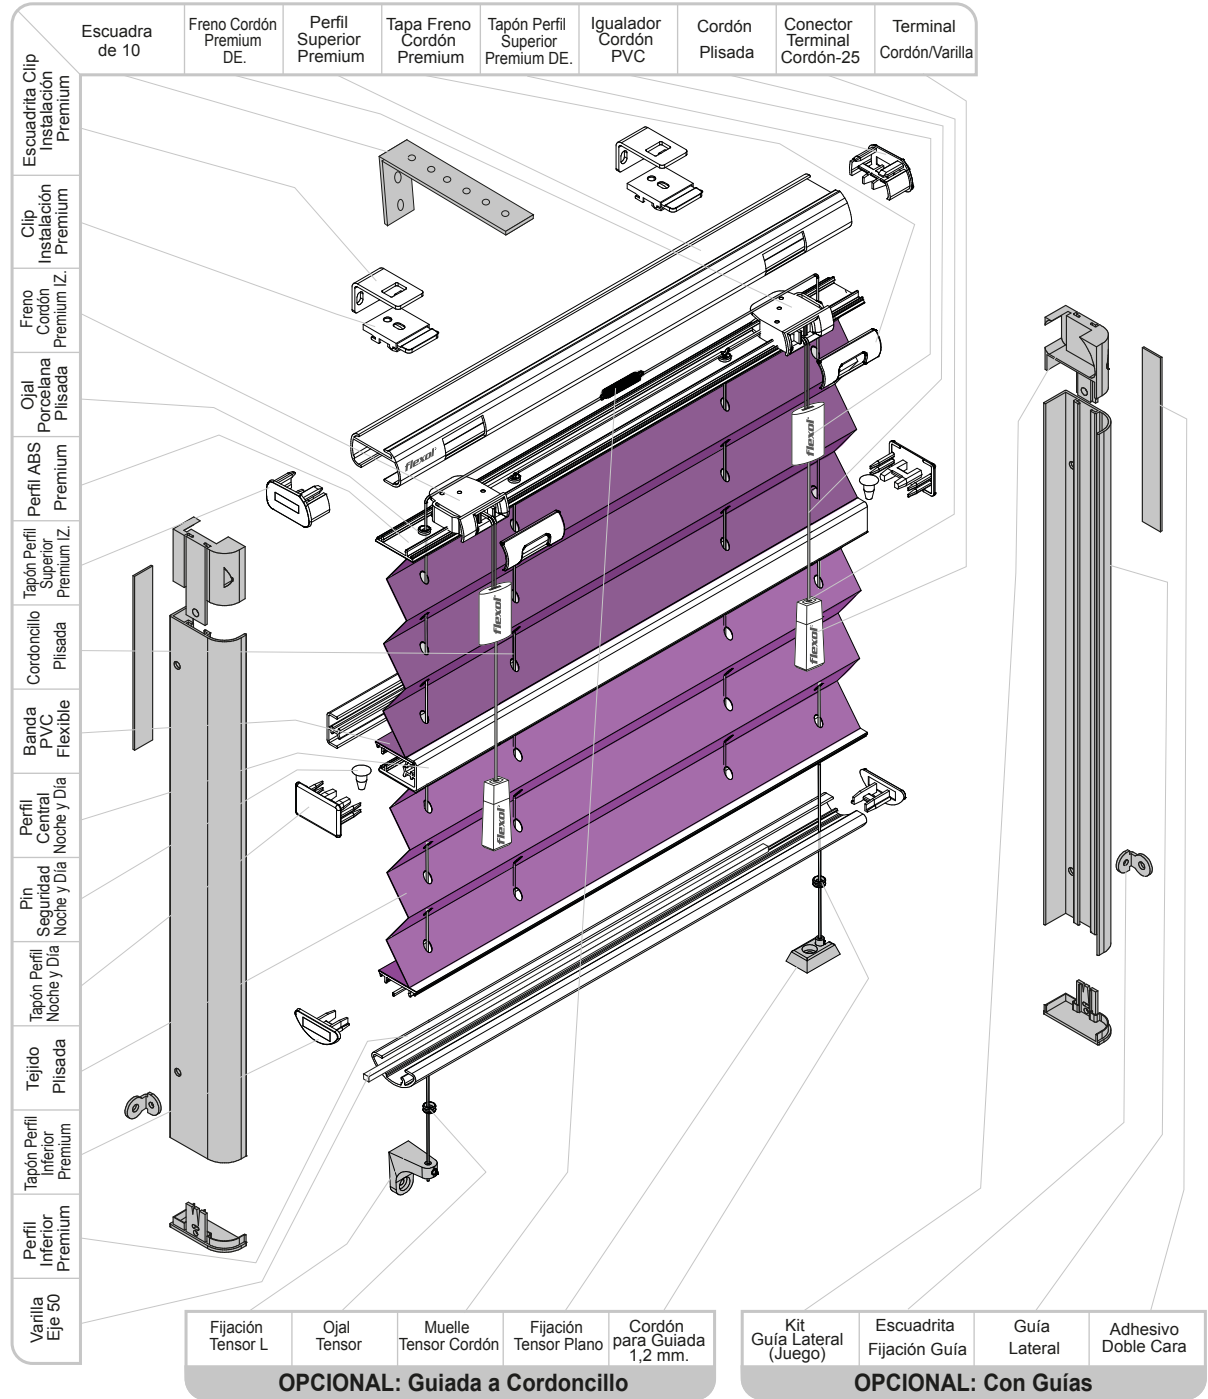 Escuadra
de 10
Freno Cordón
Premium
DE.
Perfil
Superior
Premium
Tapa Freno
Cordón
Premium
Tapón Perfil
Superior
Premium DE.
Igualador
Cordón
PVC
Cordón
Plisada
Conector
Terminal
Cordón-25
Terminal
Cordón/Varilla
Escuadrita Clip
Instalación
Premium
Clip
Instalación
Premium
Freno
Cordón
Premium IZ.
Ojal
Porcelana
Plisada
Perfil ABS
Premium
Tapón Perfil
Superior
Premium IZ.
Cordoncillo
Plisada
Banda
PVC
Flexible
Perfil
Central
Noche y Día
Pin
Seguridad
Noche y Día
Tapón Perfil
Noche y Día
Tejido
Plisada
Tapón Perfil
Inferior
Premium
Perfil
Inferior
Premium
Varilla
Eje 50
flexol
flexol
flexol
flexol
flexol
Fijación
Tensor L
Ojal
Tensor
Muelle
Tensor Cordón
Fijación
Tensor Plano
Cordón
para Guiada
1,2 mm.
OPCIONAL: Guiada a Cordoncillo
Kit
Guía Lateral
(Juego)
Escuadrita
Fijación Guía
Guía
Lateral
Adhesivo
Doble Cara
OPCIONAL: Con Guías